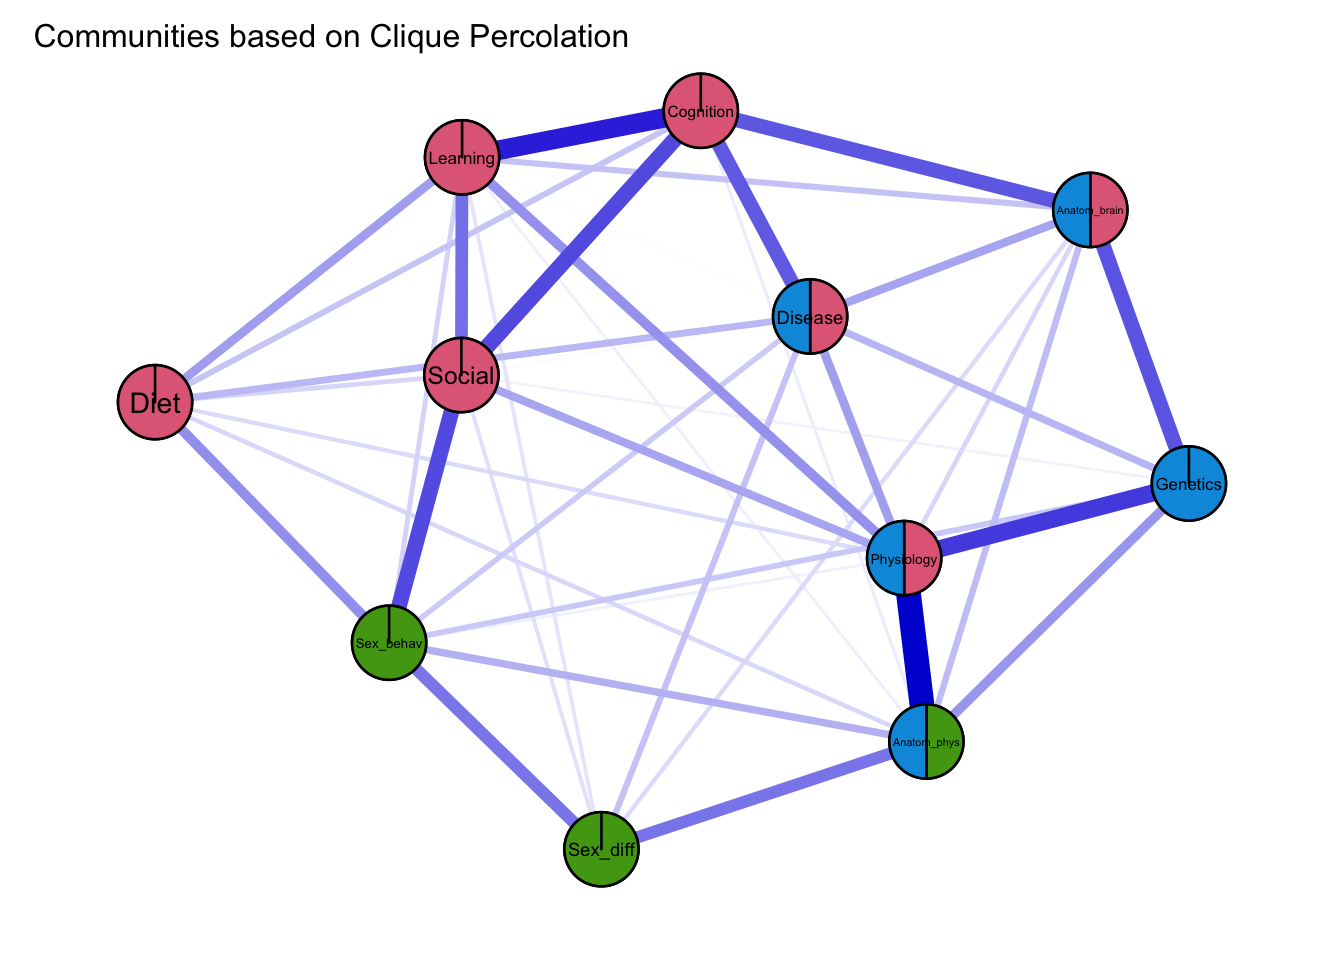 Communities based on Clique Percolation
Cognition
Learning
Anatom_brain
Disease
Social
Diet
Genetics
Physiology
Sex_behav
Anatom_phys
Sex_diff